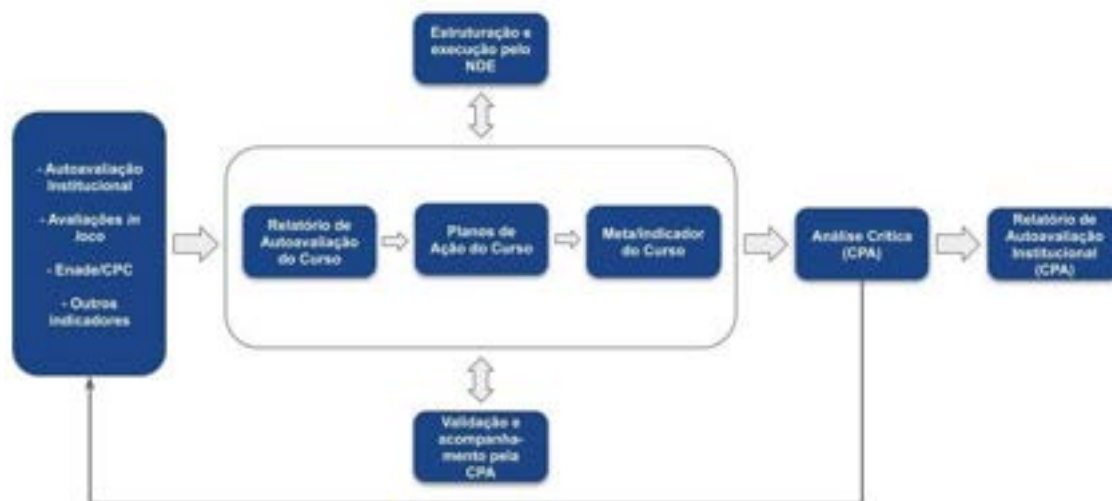 Estruturação e
execução pelo
NDE
- Autoavaliação
Institucional
- Avaliações in
loco
- Enade/CPC
- Outros
indicadores
Relatório de
Autoavaliação
do Curso
Planos de
Ação do Curso
Meta/Indicador
do Curso
Análise Crítica
(CPA)
Relatório de
Autoavaliação
Institucional
(CPA)
Validação e
acompanha-
mento pela
CPA